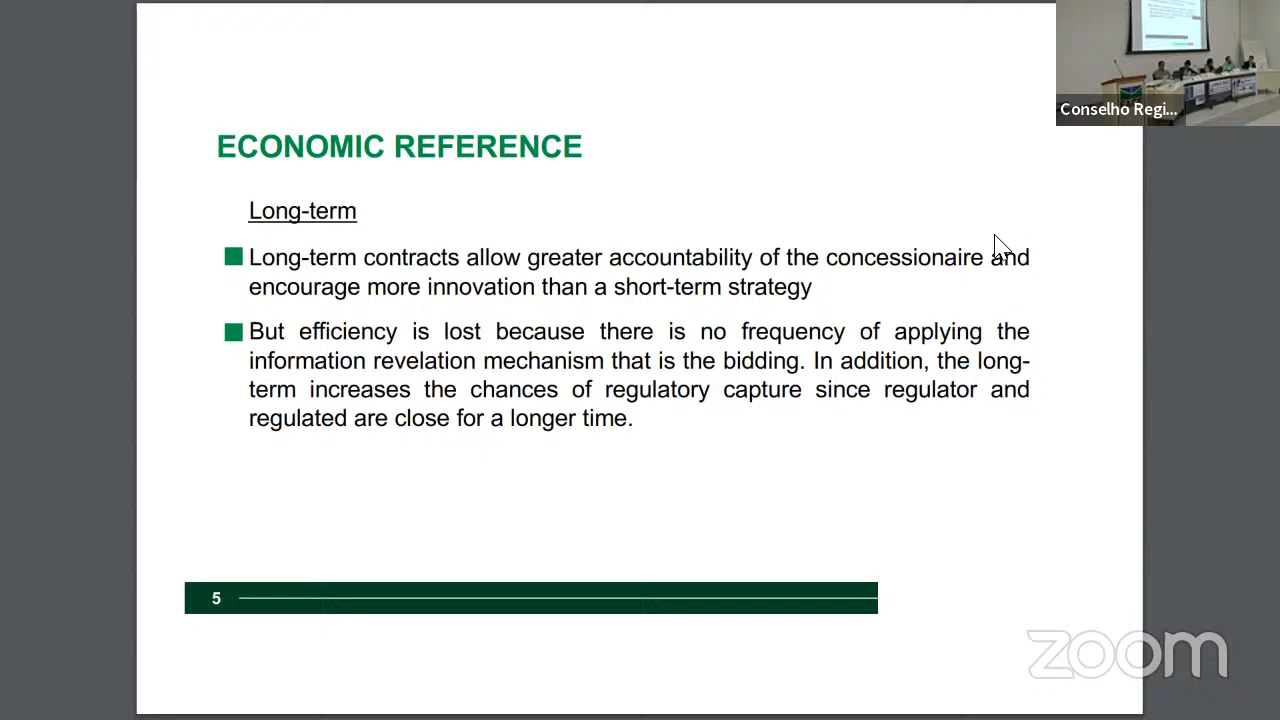 Conselho Regi...
ECONOMIC REFERENCE
Long-term
Long-term contracts allow greater accountability of the concessionaire and
encourage more innovation than a short-term strategy
But efficiency is lost because there is no frequency of applying the
information revelation mechanism that is the bidding. In addition, the long-
term increases the chances of regulatory capture since regulator and
regulated are close for a longer time.
5
zoom